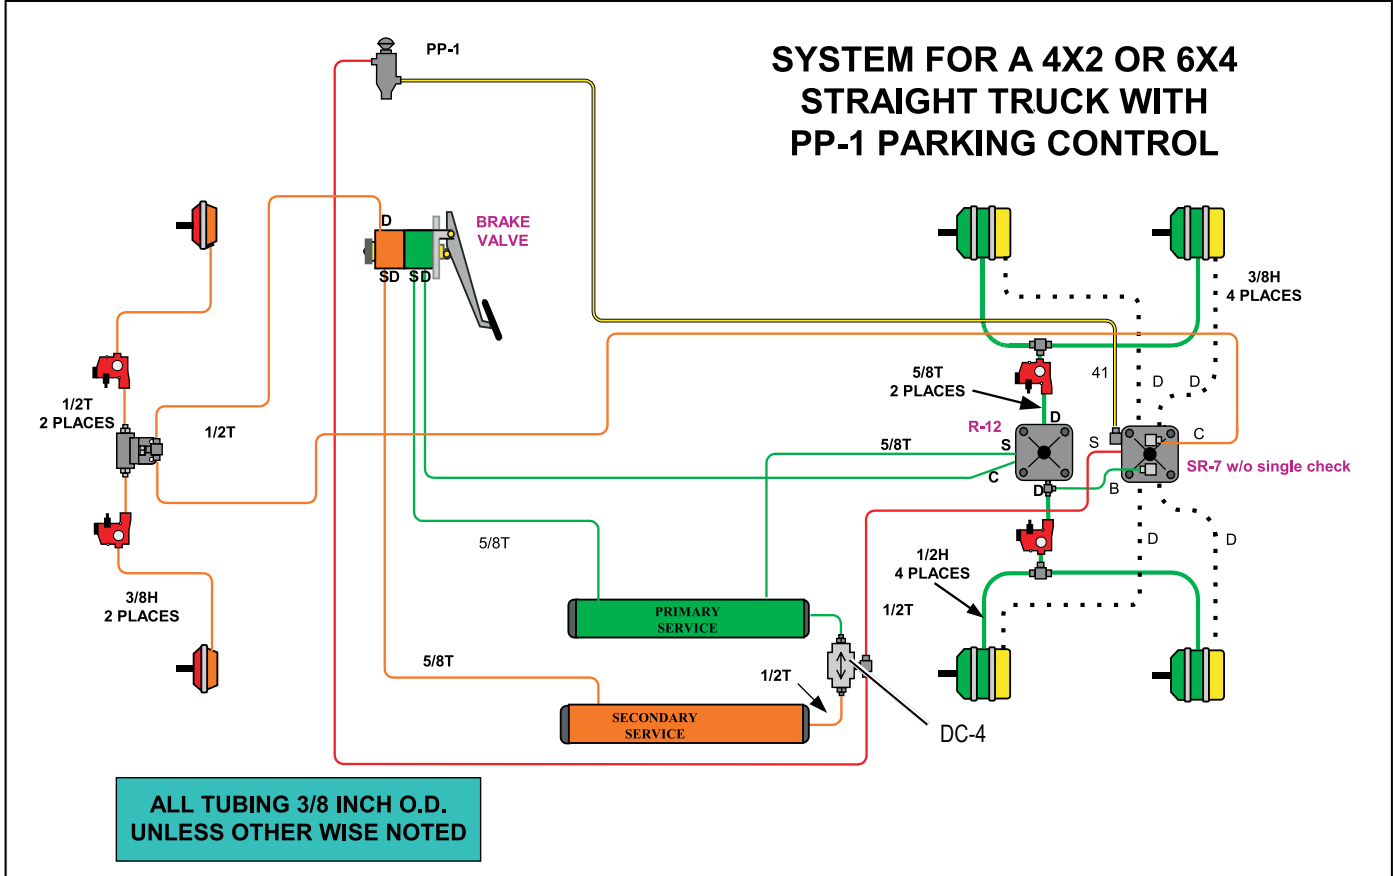 SYSTEM FOR A 4X2 OR 6X4
STRAIGHT TRUCK WITH
PP-1 PARKING CONTROL
PP-1
D
BRAKE
VALVE
SD
SD
3/8H
4 PLACES
1/2T
2 PLACES
1/2T
5/8T
2 PLACES
41
D
D
R-12
D
S
C
D
5/8T
S
C
B
SR-7 w/o single check
D
D
5/8T
1/2H
4 PLACES
1/2T
3/8H
2 PLACES
PRIMARY
SERVICE
5/8T
1/2T
SECONDARY
SERVICE
DC-4
ALL TUBING 3/8 INCH O.D.
UNLESS OTHER WISE NOTED